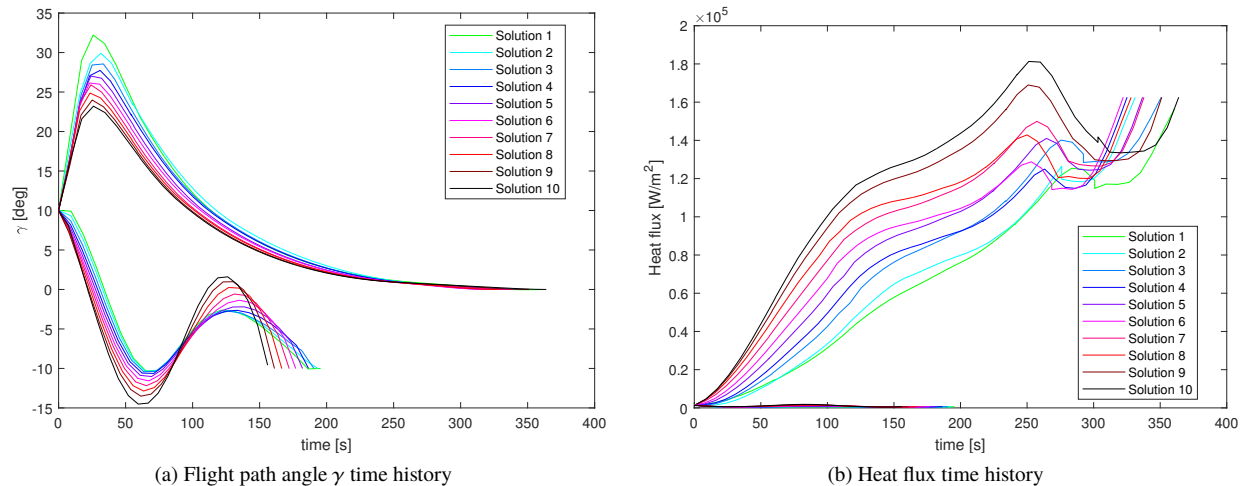 35
30
25
20
15
10
5
0
-5
-10
-15
γ [deg]
0
50
100
150
200
250
300
350
400
time [s]
Solution 1
Solution 2
Solution 3
Solution 4
Solution 5
Solution 6
Solution 7
Solution 8
Solution 9
Solution 10
(a) Flight path angle γ time history
×10⁵
2
1.8
1.6
1.4
1.2
1
0.8
0.6
0.4
0.2
0
Heat flux [W/m²]
0
50
100
150
200
250
300
350
400
time [s]
Solution 1
Solution 2
Solution 3
Solution 4
Solution 5
Solution 6
Solution 7
Solution 8
Solution 9
Solution 10
(b) Heat flux time history